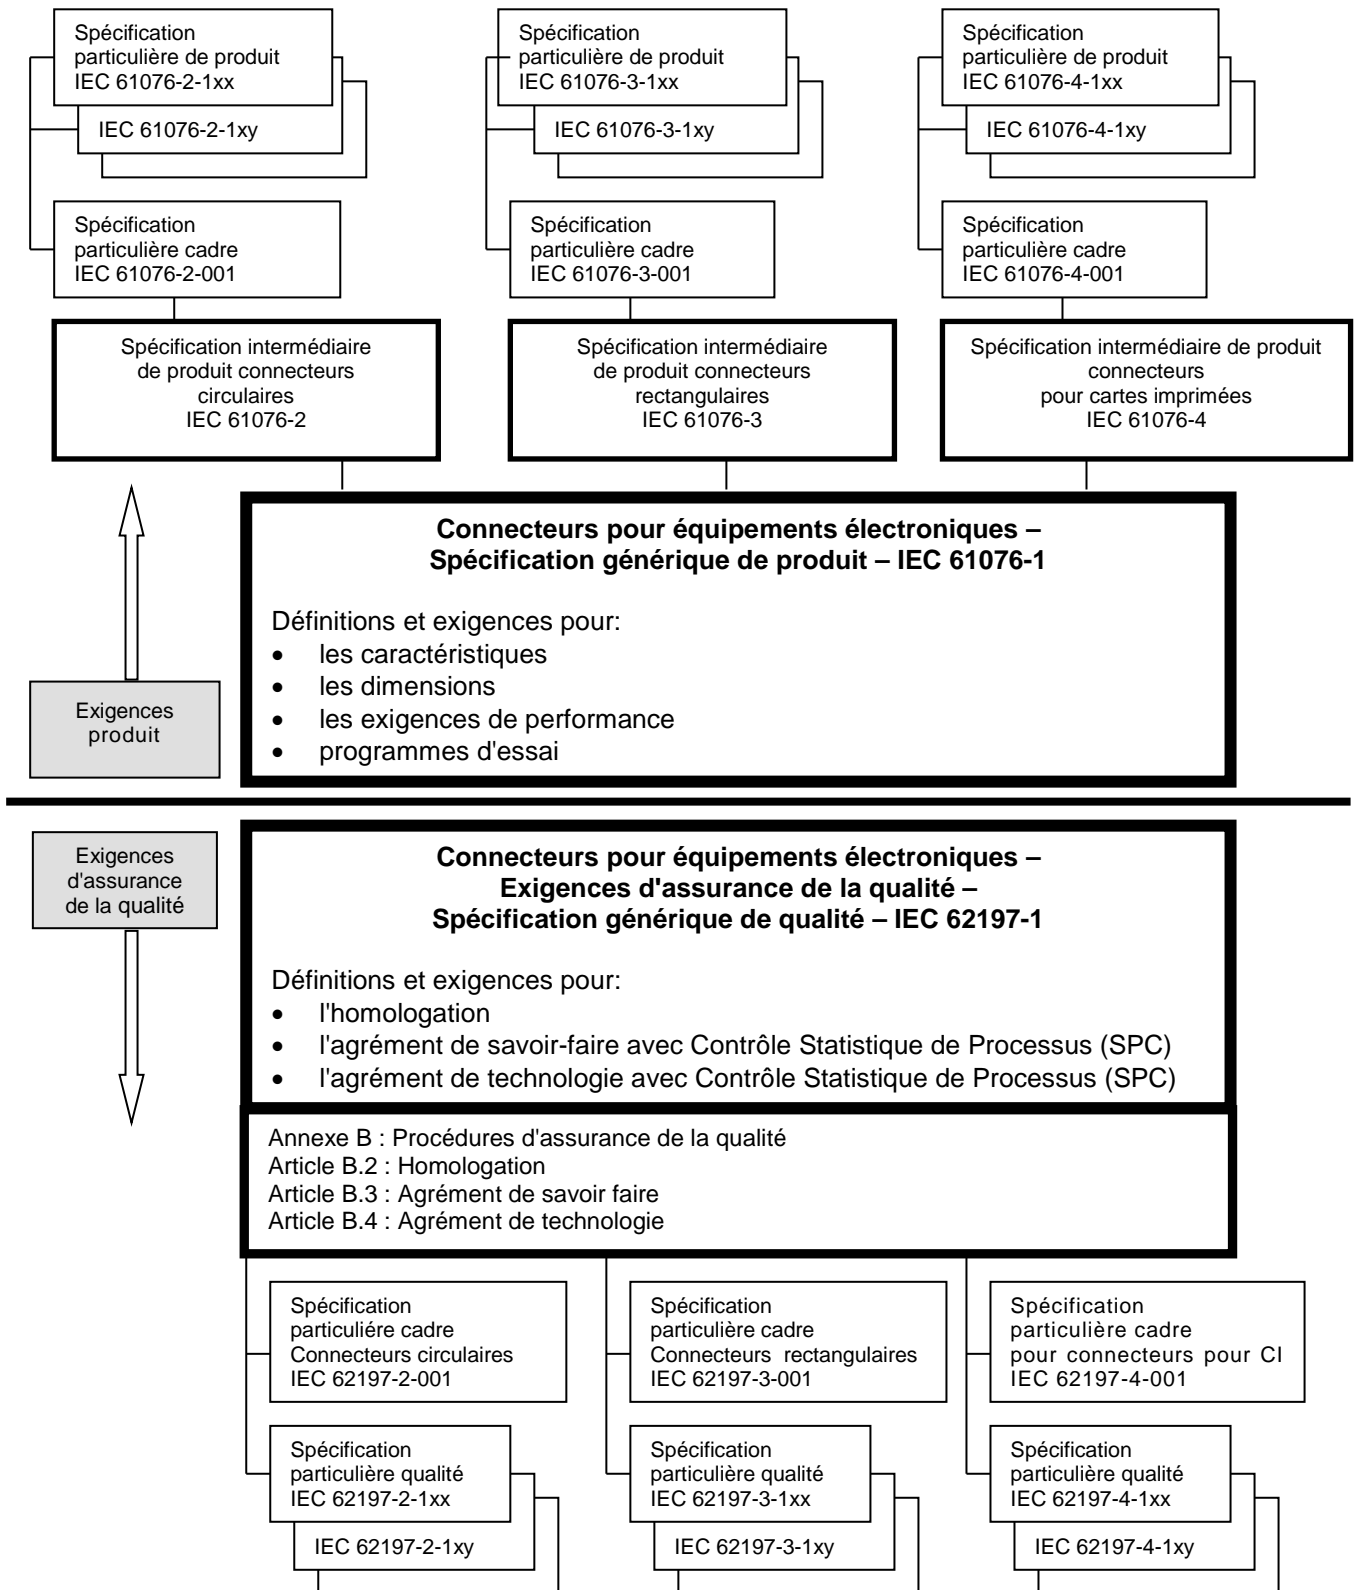 Spécification
particulière de produit
IEC 61076-2-1xx
IEC 61076-2-1xy
Spécification
particulière de produit
IEC 61076-3-1xx
IEC 61076-3-1xy
Spécification
particulière de produit
IEC 61076-4-1xx
IEC 61076-4-1xy
Spécification
particulière cadre
IEC 61076-2-001
Spécification
particulière cadre
IEC 61076-3-001
Spécification
particulière cadre
IEC 61076-4-001
Spécification intermédiaire
de produit connecteurs
circulaires
IEC 61076-2
Spécification intermédiaire
de produit connecteurs
rectangulaires
IEC 61076-3
Spécification intermédiaire de produit
connecteurs
pour cartes imprimées
IEC 61076-4
Connecteurs pour équipements électroniques –
Spécification générique de produit – IEC 61076-1
Définitions et exigences pour:
• les caractéristiques
• les dimensions
• les exigences de performance
• programmes d'essai
Exigences
produit
Exigences
d'assurance
de la qualité
Connecteurs pour équipements électroniques –
Exigences d'assurance de la qualité –
Spécification générique de qualité – IEC 62197-1
Définitions et exigences pour:
• l'homologation
• l'agrément de savoir-faire avec Contrôle Statistique de Processus (SPC)
• l'agrément de technologie avec Contrôle Statistique de Processus (SPC)
Annexe B : Procédures d'assurance de la qualité
Article B.2 : Homologation
Article B.3 : Agrément de savoir faire
Article B.4 : Agrément de technologie
Spécification
particuliére cadre
Connecteurs circulaires
IEC 62197-2-001
Spécification
particulière cadre
Connecteurs rectangulaires
IEC 62197-3-001
Spécification
particulière cadre
pour connecteurs pour CI
IEC 62197-4-001
Spécification
particulière qualité
IEC 62197-2-1xx
IEC 62197-2-1xy
Spécification
particulière qualité
IEC 62197-3-1xx
IEC 62197-3-1xy
Spécification
particulière qualité
IEC 62197-4-1xx
IEC 62197-4-1xy